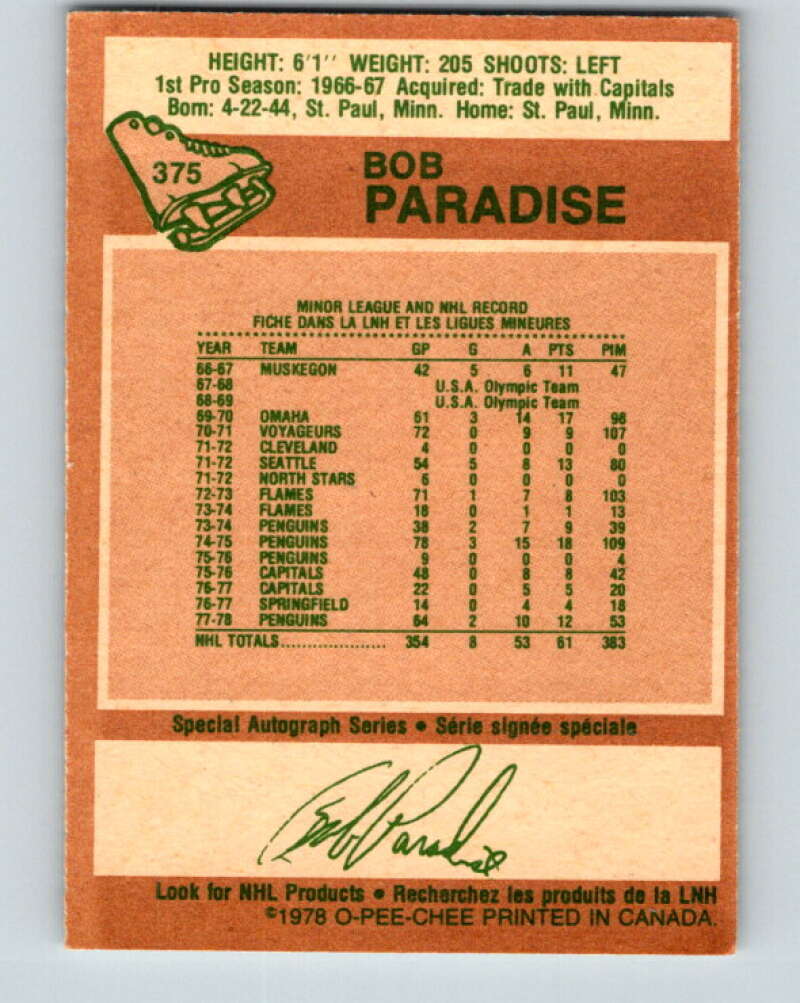 HEIGHT: 6'1'' WEIGHT: 205 SHOOTS: LEFT
1st Pro Season: 1966-67 Acquired: Trade with Capitals
Born: 4-22-44, St. Paul, Minn. Home: St. Paul, Minn.
375
BOB
PARADISE
MINOR LEAGUE AND NHL RECORD
FICHE DANS LA LNH ET LES LIGUES MINEURES
YEAR TEAM GP G A PTS PIM
66-67 MUSKEGON 42 5 6 11 47
67-68 U.S.A. Olympic Team
68-69 U.S.A. Olympic Team
69-70 OMAHA 61 3 14 17 98
70-71 VOYAGEURS 72 0 9 9 107
71-72 CLEVELAND 4 0 0 0 0
71-72 SEATTLE 54 5 8 13 80
71-72 NORTH STARS 6 0 0 0 0
72-73 FLAMES 71 1 7 8 103
73-74 FLAMES 18 0 1 1 13
73-74 PENGUINS 38 2 7 9 39
74-75 PENGUINS 78 3 15 18 109
75-76 PENGUINS 9 0 0 0 4
75-76 CAPITALS 48 0 8 8 42
76-77 CAPITALS 22 0 5 5 20
76-77 SPRINGFIELD 14 0 4 4 18
77-78 PENGUINS 64 2 10 12 53
NHL TOTALS.................... 354 8 53 61 383
Special Autograph Series • Série signée spéciale
Bob Paradise
Look for NHL Products • Recherchez les produits de la LNH
©1978 O-PEE-CHEE PRINTED IN CANADA.